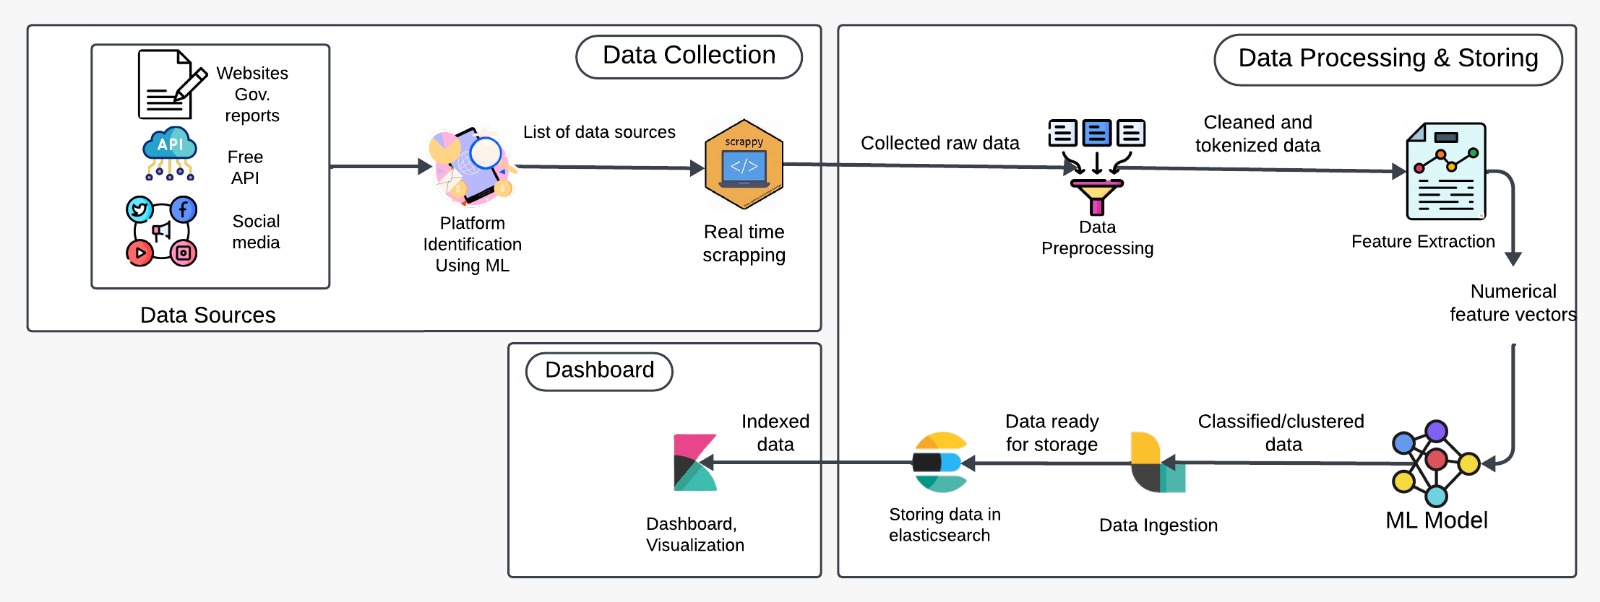 Data Collection
Websites
Gov.
reports
API
Free
API
Social
media
Data Sources
Platform
Identification
Using ML
List of data sources
scrappy
</>
Real time
scrapping
Data Processing & Storing
Collected raw data
Data
Preprocessing
Cleaned and
tokenized data
Feature Extraction
Numerical
feature vectors
ML Model
Classified/clustered
data
Data Ingestion
Data ready
for storage
Storing data in
elasticsearch
Dashboard
Indexed
data
Dashboard,
Visualization